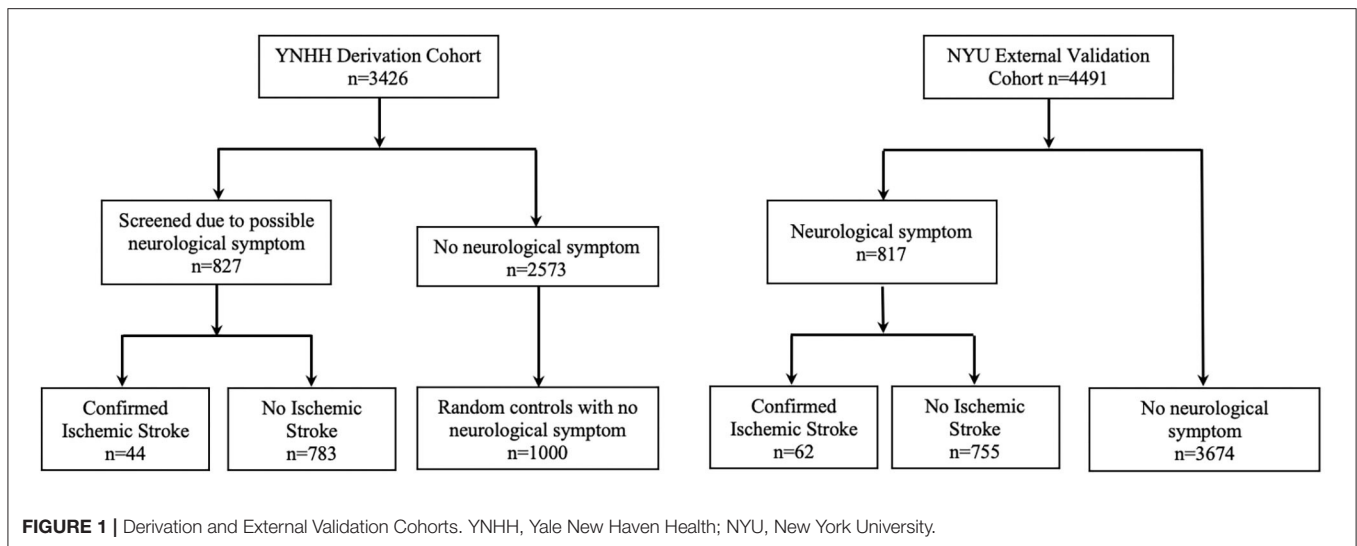 YNHH Derivation Cohort
n=3426
Screened due to possible
neurological symptom
n=827
No neurological symptom
n=2573
Confirmed
Ischemic Stroke
n=44
No Ischemic
Stroke
n=783
Random controls with no
neurological symptom
n=1000
NYU External Validation
Cohort n=4491
Neurological symptom
n=817
Confirmed
Ischemic Stroke
n=62
No Ischemic
Stroke
n=755
No neurological
symptom
n=3674
FIGURE 1 | Derivation and External Validation Cohorts. YNHH, Yale New Haven Health; NYU, New York University.